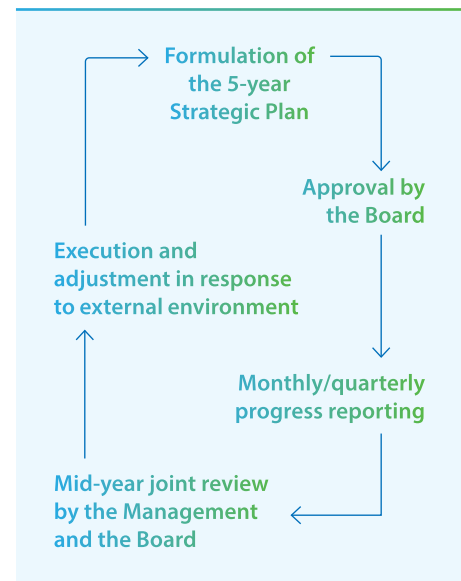 Formulation of
the 5-year
Strategic Plan
Approval by
the Board
Monthly/quarterly
progress reporting
Mid-year joint review
by the Management
and the Board
Execution and
adjustment in response
to external environment